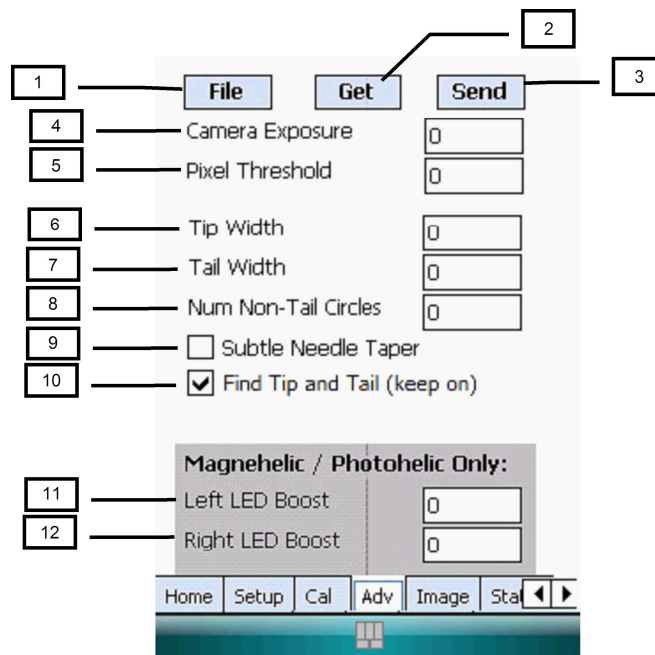 2
1 File Get Send 3
4 Camera Exposure 0
5 Pixel Threshold 0
6 Tip Width 0
7 Tail Width 0
8 Num Non-Tail Circles 0
9 Subtle Needle Taper
10 Find Tip and Tail (keep on)
Magnehelic / Photohelic Only:
11 Left LED Boost 0
12 Right LED Boost 0
Home Setup Cal Adv Image Sta